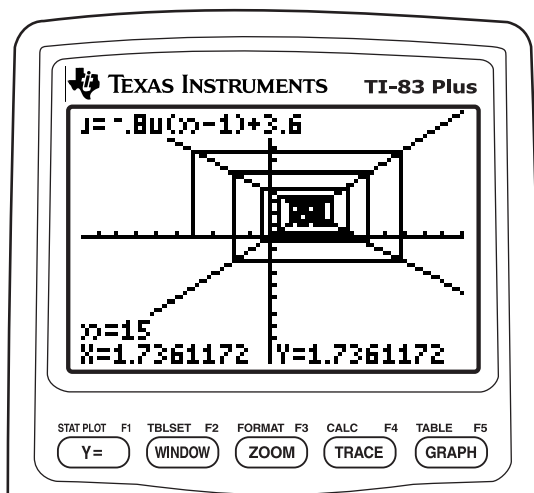 TEXAS INSTRUMENTS TI-83 Plus
u=-.8u(n-1)+3.6
n=15
X=1.7361172 Y=1.7361172
STAT PLOT F1 TBLSET F2 FORMAT F3 CALC F4 TABLE F5
Y= WINDOW ZOOM TRACE GRAPH